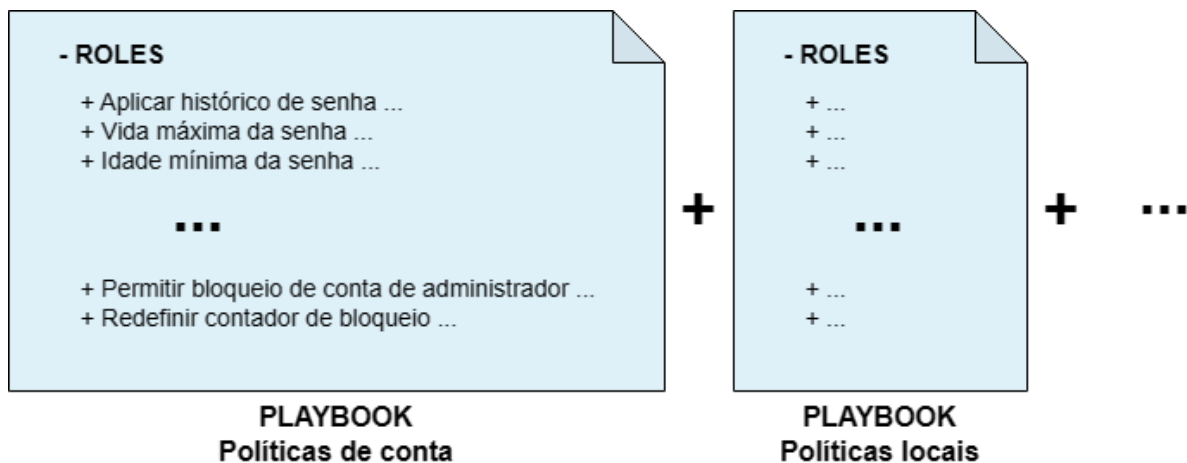 - ROLES
+ Aplicar histórico de senha ...
+ Vida máxima da senha ...
+ Idade mínima da senha ...
...
+ Permitir bloqueio de conta de administrador ...
+ Redefinir contador de bloqueio ...
PLAYBOOK
Políticas de conta
+
- ROLES
+ ...
+ ...
+ ...
...
+ ...
+ ...
PLAYBOOK
Políticas locais
+
...